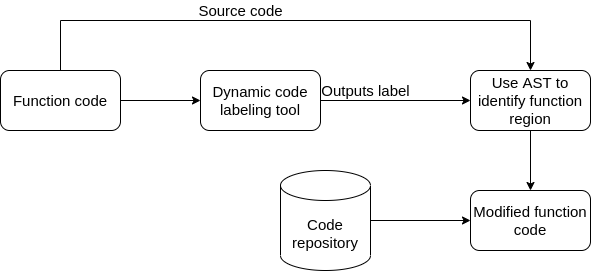 Source code
Function code
Dynamic code
labeling tool
Outputs label
Use AST to
identify function
region
Code
repository
Modified function
code